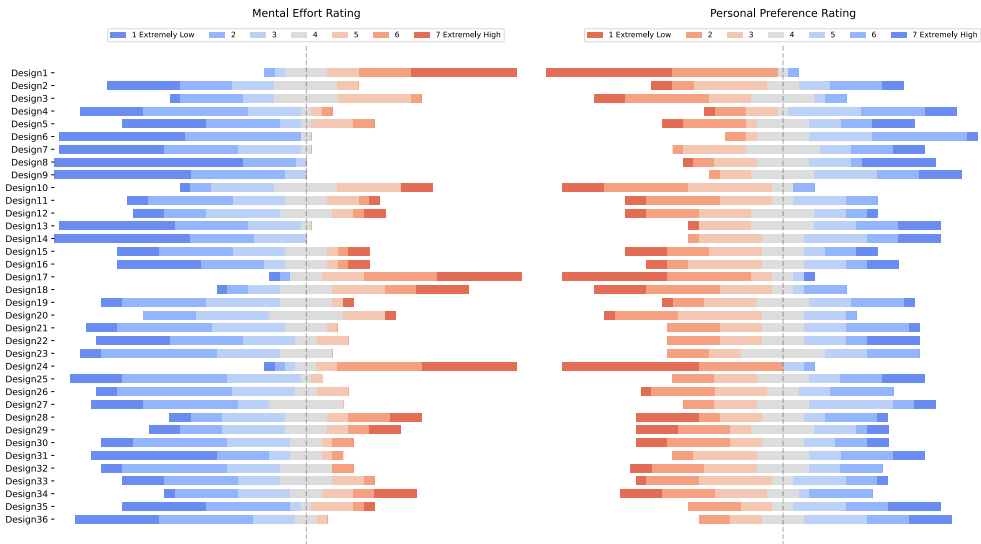 Mental Effort Rating
1 Extremely Low 2 3 4 5 6 7 Extremely High
Personal Preference Rating
1 Extremely Low 2 3 4 5 6 7 Extremely High
Design1
Design2
Design3
Design4
Design5
Design6
Design7
Design8
Design9
Design10
Design11
Design12
Design13
Design14
Design15
Design16
Design17
Design18
Design19
Design20
Design21
Design22
Design23
Design24
Design25
Design26
Design27
Design28
Design29
Design30
Design31
Design32
Design33
Design34
Design35
Design36